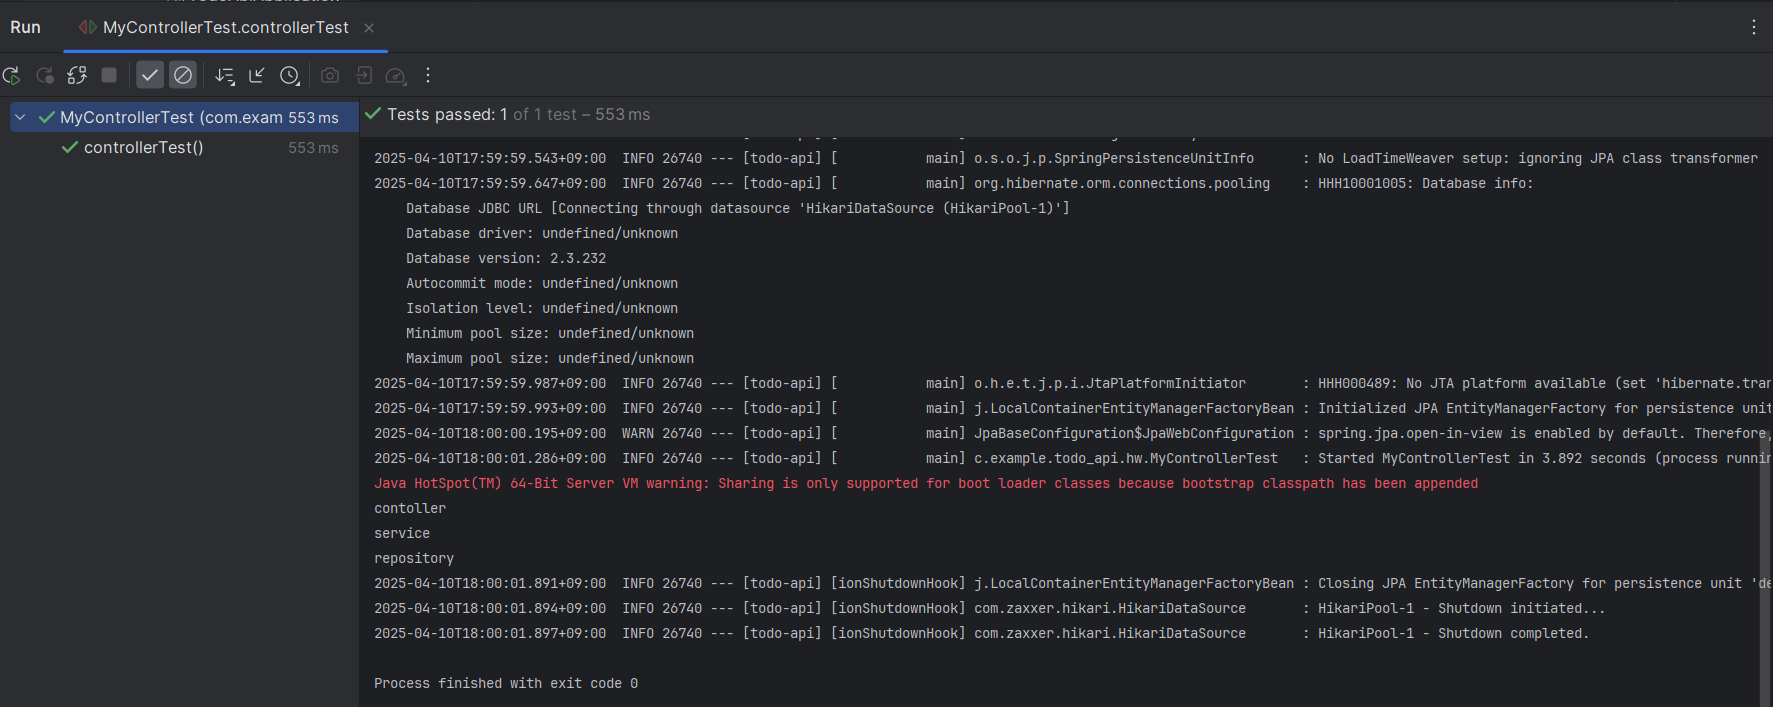 Run
MyControllerTest.controllerTest
MyControllerTest (com.exam 553 ms
controllerTest() 553 ms
Tests passed: 1 of 1 test – 553 ms
2025-04-10T17:59:59.543+09:00  INFO 26740 --- [todo-api] [           main] o.s.o.j.p.SpringPersistenceUnitInfo      : No LoadTimeWeaver setup: ignoring JPA class transformer
2025-04-10T17:59:59.647+09:00  INFO 26740 --- [todo-api] [           main] org.hibernate.orm.connections.pooling    : HHH10001005: Database info:
    Database JDBC URL [Connecting through datasource 'HikariDataSource (HikariPool-1)']
    Database driver: undefined/unknown
    Database version: 2.3.232
    Autocommit mode: undefined/unknown
    Isolation level: undefined/unknown
    Minimum pool size: undefined/unknown
    Maximum pool size: undefined/unknown
2025-04-10T17:59:59.987+09:00  INFO 26740 --- [todo-api] [           main] o.h.e.t.j.p.i.JtaPlatformInitiator       : HHH000489: No JTA platform available (set 'hibernate.tran
2025-04-10T17:59:59.993+09:00  INFO 26740 --- [todo-api] [           main] j.LocalContainerEntityManagerFactoryBean : Initialized JPA EntityManagerFactory for persistence unit
2025-04-10T18:00:00.195+09:00  WARN 26740 --- [todo-api] [           main] JpaBaseConfiguration$JpaWebConfiguration : spring.jpa.open-in-view is enabled by default. Therefore,
2025-04-10T18:00:01.286+09:00  INFO 26740 --- [todo-api] [           main] c.example.todo_api.hw.MyControllerTest   : Started MyControllerTest in 3.892 seconds (process runnin
Java HotSpot(TM) 64-Bit Server VM warning: Sharing is only supported for boot loader classes because bootstrap classpath has been appended
contoller
service
repository
2025-04-10T18:00:01.891+09:00  INFO 26740 --- [todo-api] [ionShutdownHook] j.LocalContainerEntityManagerFactoryBean : Closing JPA EntityManagerFactory for persistence unit 'de
2025-04-10T18:00:01.894+09:00  INFO 26740 --- [todo-api] [ionShutdownHook] com.zaxxer.hikari.HikariDataSource       : HikariPool-1 - Shutdown initiated...
2025-04-10T18:00:01.897+09:00  INFO 26740 --- [todo-api] [ionShutdownHook] com.zaxxer.hikari.HikariDataSource       : HikariPool-1 - Shutdown completed.
Process finished with exit code 0